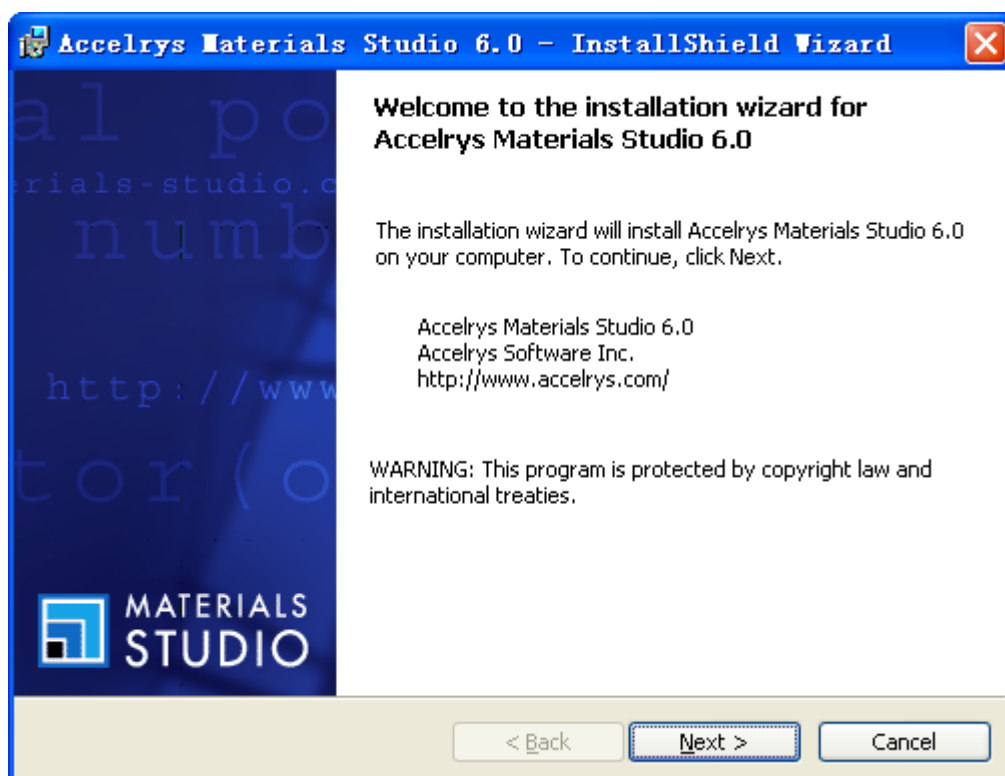 Accelrys Materials Studio 6.0 - InstallShield Wizard
al po
erials-studio.c
numb
http://www
tor(o
MATERIALS
STUDIO
Welcome to the installation wizard for
Accelrys Materials Studio 6.0
The installation wizard will install Accelrys Materials Studio 6.0
on your computer. To continue, click Next.
Accelrys Materials Studio 6.0
Accelrys Software Inc.
http://www.accelrys.com/
WARNING: This program is protected by copyright law and
international treaties.
< Back Next > Cancel